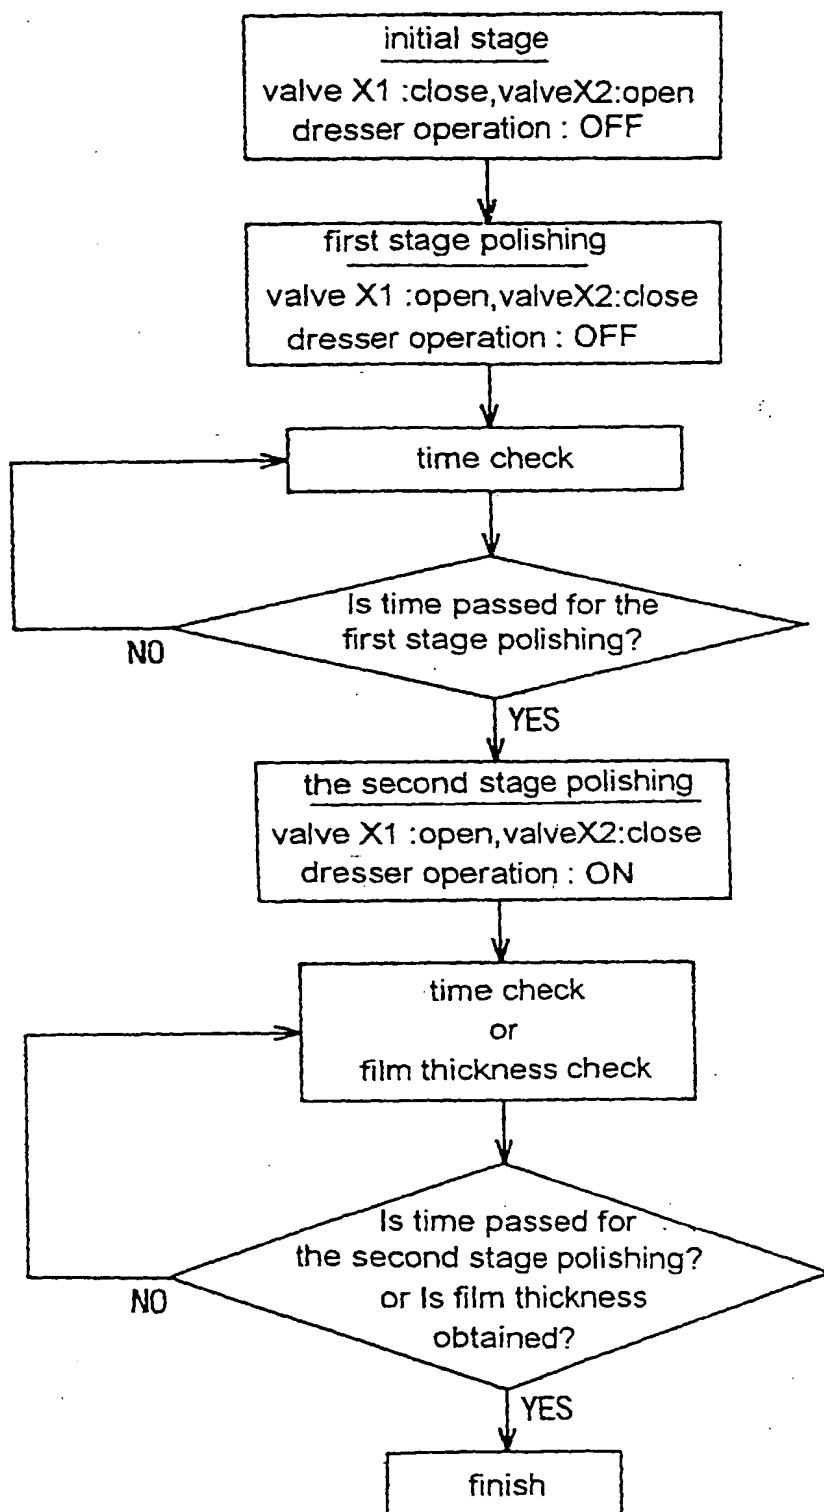 initial stage
valve X1 :close,valveX2:open
dresser operation : OFF
first stage polishing
valve X1 :open,valveX2:close
dresser operation : OFF
time check
Is time passed for the
first stage polishing?
NO
YES
the second stage polishing
valve X1 :open,valveX2:close
dresser operation : ON
time check
or
film thickness check
Is time passed for
the second stage polishing?
or Is film thickness
obtained?
NO
YES
finish